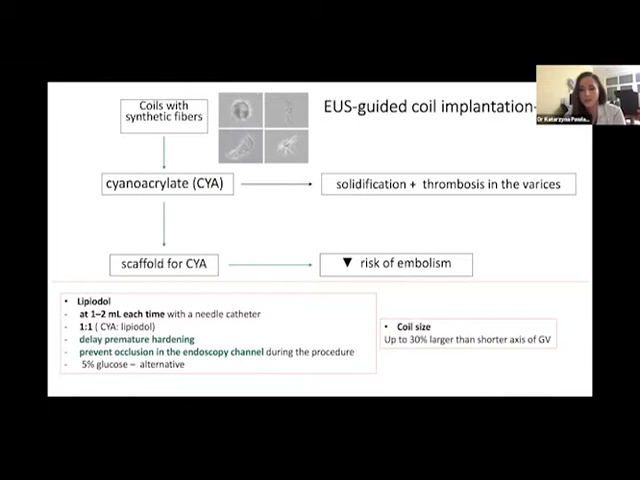 Coils with
synthetic fibers
EUS-guided coil implantation-
Dr Katarzyna
cyanoacrylate (CYA)
solidification + thrombosis in the varices
scaffold for CYA
▼ risk of embolism
• Lipiodol
- at 1–2 mL each time with a needle catheter
- 1:1 ( CYA: lipiodol)
- delay premature hardening
- prevent occlusion in the endoscopy channel during the procedure
- 5% glucose – alternative
• Coil size
Up to 30% larger than shorter axis of GV